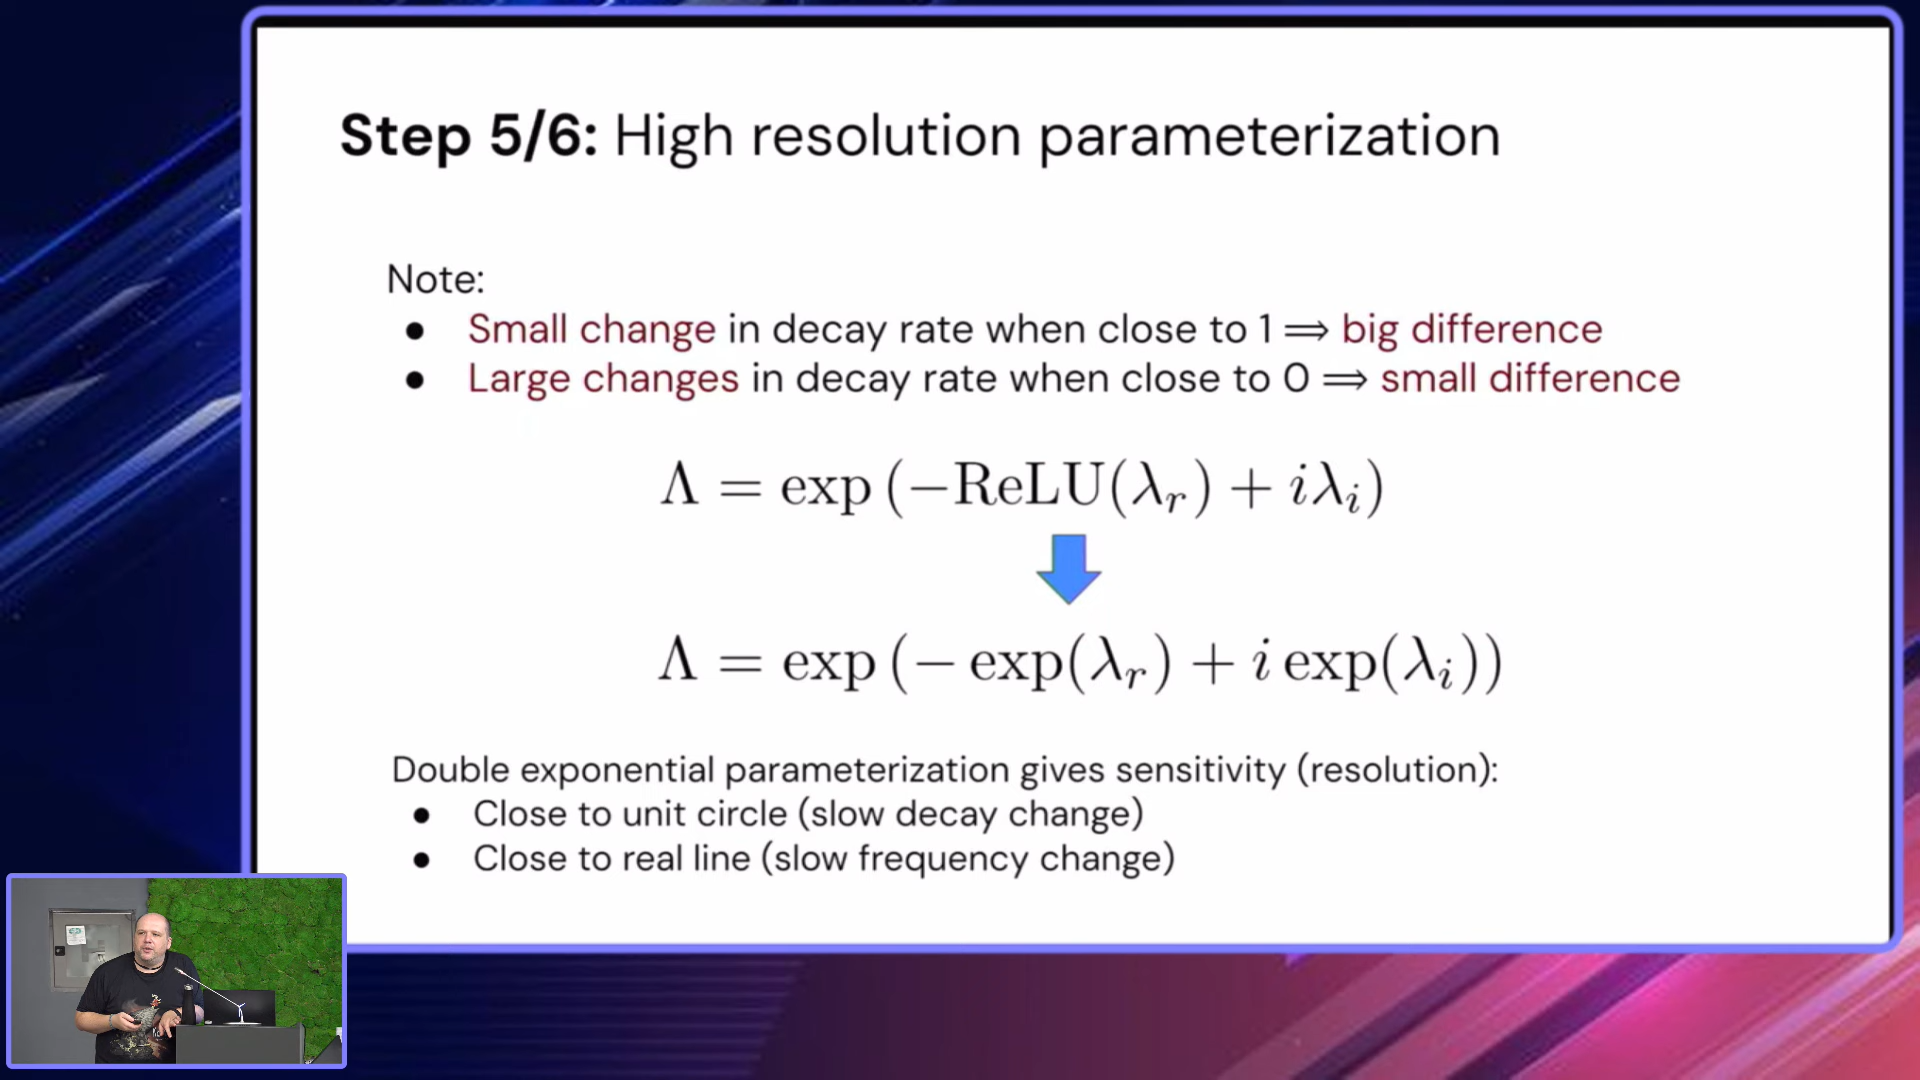 Step 5/6: High resolution parameterization
Note:
● Small change in decay rate when close to 1 ⟹ big difference
● Large changes in decay rate when close to 0 ⟹ small difference
Λ = exp (−ReLU(λ_r) + iλ_i)
Λ = exp (− exp(λ_r) + i exp(λ_i))
Double exponential parameterization gives sensitivity (resolution):
● Close to unit circle (slow decay change)
● Close to real line (slow frequency change)